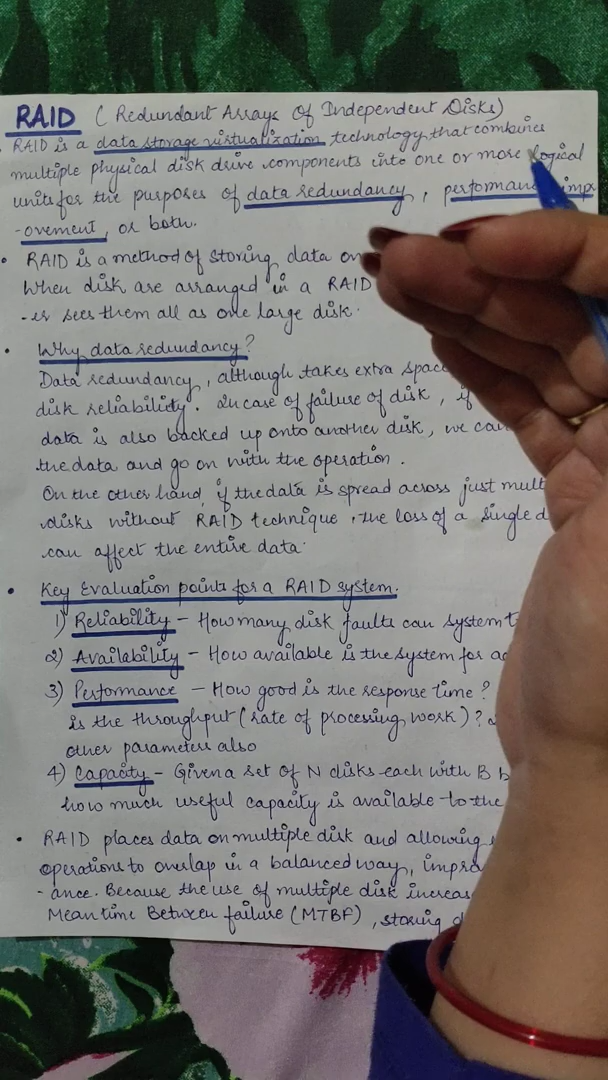 RAID (Redundant Arrays Of Independent Disks)
RAID is a data storage virtualization technology that combines
multiple physical disk drive components into one or more logical
units for the purposes of data redundancy, performanc impr
-ovement, or both.
• RAID is a method of storing data on
When disk are arranged in a RAID
-er sees them all as one large disk.
• Why data redundancy?
Data redundancy, although takes extra space
disk reliability. In case of failure of disk, if
data is also backed up onto another disk, we can
the data and go on with the operation.
On the other hand, if the data is spread across just mult
disks without RAID technique, the loss of a single d
can affect the entire data.
• Key Evaluation points for a RAID system.
1) Reliability - How many disk faults can system t
2) Availability - How available is the system for ac
3) Performance - How good is the response time?
is the throughput (rate of processing work)?
other parameters also
4) Capacity - Given a set of N disks each with B b
how much useful capacity is available to the
• RAID places data on multiple disk and allowing
operations to overlap in a balanced way, impro
-ance. Because the use of multiple disk increas
Mean time Between failure (MTBF), storing d